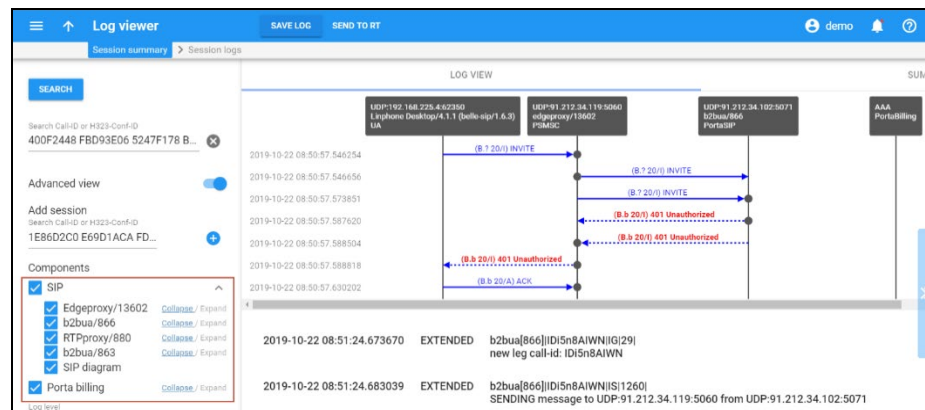 Log viewer
SAVE LOG
SEND TO RT
demo
Session summary
Session logs
SEARCH
Search Call-ID or H323-Conf-ID
400F2448 FBD93E06 5247F178 B...
Advanced view
Add session
Search Call-ID or H323-Conf-ID
1E86D2C0 E69D1ACA FD...
Components
SIP
Edgeproxy/13602 Collapse / Expand
b2bua/866 Collapse / Expand
RTPproxy/880 Collapse / Expand
b2bua/863 Collapse / Expand
SIP diagram
Porta billing Collapse / Expand
Log level
LOG VIEW
SUM
UDP:192.168.225.4:62350
Linphone Desktop/4.1.1 (belle-sip/1.6.3)
UA
UDP:91.212.34.119:5060
edgeproxy/13602
PSMSC
UDP:91.212.34.102:5071
b2bua/866
PortaSIP
AAA
PortaBilling
2019-10-22 08:50:57.546254
(B.? 20/I) INVITE
2019-10-22 08:50:57.546656
(B.? 20/I) INVITE
2019-10-22 08:50:57.573851
(B.? 20/I) INVITE
2019-10-22 08:50:57.587620
(B.b 20/I) 401 Unauthorized
2019-10-22 08:50:57.588504
(B.b 20/I) 401 Unauthorized
2019-10-22 08:50:57.588818
(B.b 20/I) 401 Unauthorized
2019-10-22 08:50:57.630202
(B.b 20/A) ACK
2019-10-22 08:51:24.673670 EXTENDED b2bua[866]|IDi5n8AIWN|IG|29|
new leg call-id: IDi5n8AIWN
2019-10-22 08:51:24.683039 EXTENDED b2bua[866]|IDi5n8AIWN|IS|1260|
SENDING message to UDP:91.212.34.119:5060 from UDP:91.212.34.102:5071